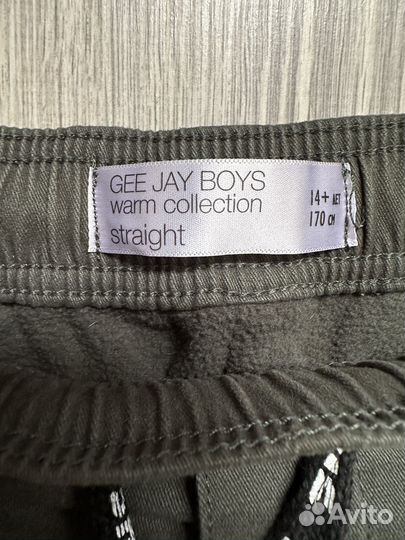 GEE JAY BOYS
warm collection
straight
14+ ЛЕТ
170 СМ
Avito